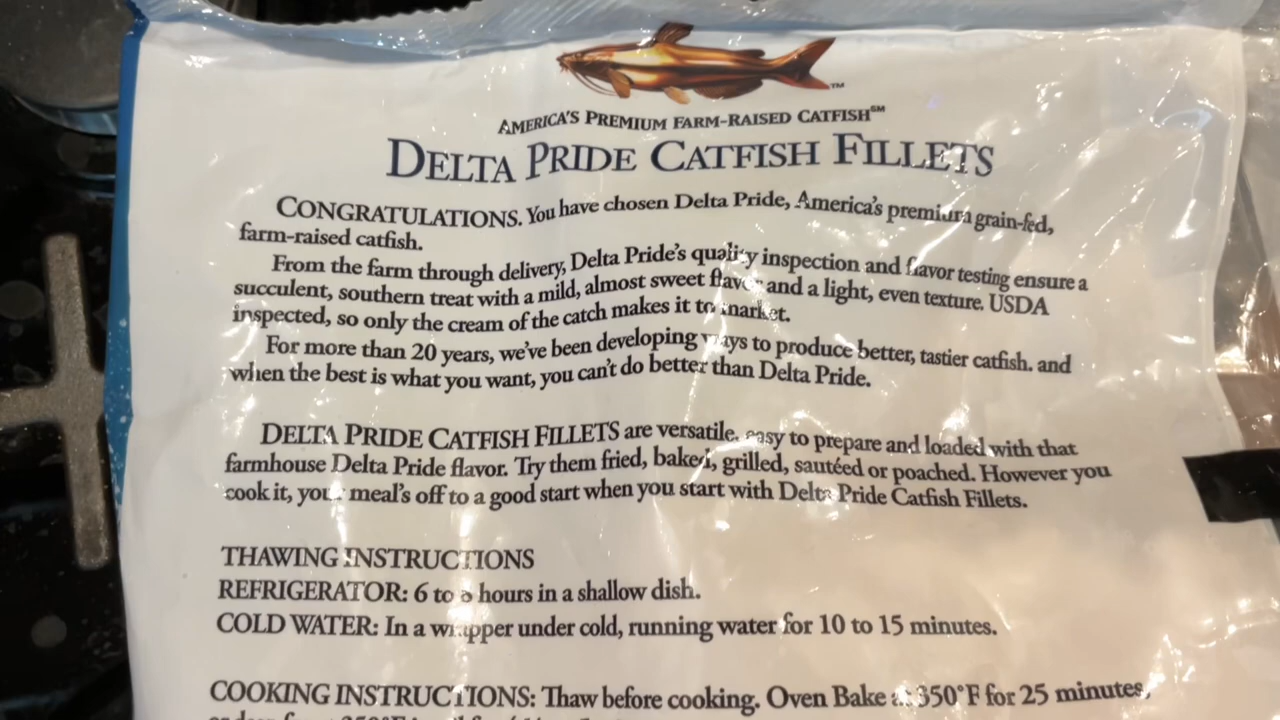 ™
AMERICA'S PREMIUM FARM-RAISED CATFISH℠
DELTA PRIDE CATFISH FILLETS
CONGRATULATIONS. You have chosen Delta Pride, America's premium grain-fed,
farm-raised catfish.
From the farm through delivery, Delta Pride's quality inspection and flavor testing ensure a
succulent, southern treat with a mild, almost sweet flavor and a light, even texture. USDA
inspected, so only the cream of the catch makes it to market.
For more than 20 years, we've been developing ways to produce better, tastier catfish. and
when the best is what you want, you can't do better than Delta Pride.
DELTA PRIDE CATFISH FILLETS are versatile, easy to prepare and loaded with that
farmhouse Delta Pride flavor. Try them fried, baked, grilled, sautéed or poached. However you
cook it, your meal's off to a good start when you start with Delta Pride Catfish Fillets.
THAWING INSTRUCTIONS
REFRIGERATOR: 6 to 8 hours in a shallow dish.
COLD WATER: In a wrapper under cold, running water for 10 to 15 minutes.
COOKING INSTRUCTIONS: Thaw before cooking. Oven Bake at 350°F for 25 minutes,